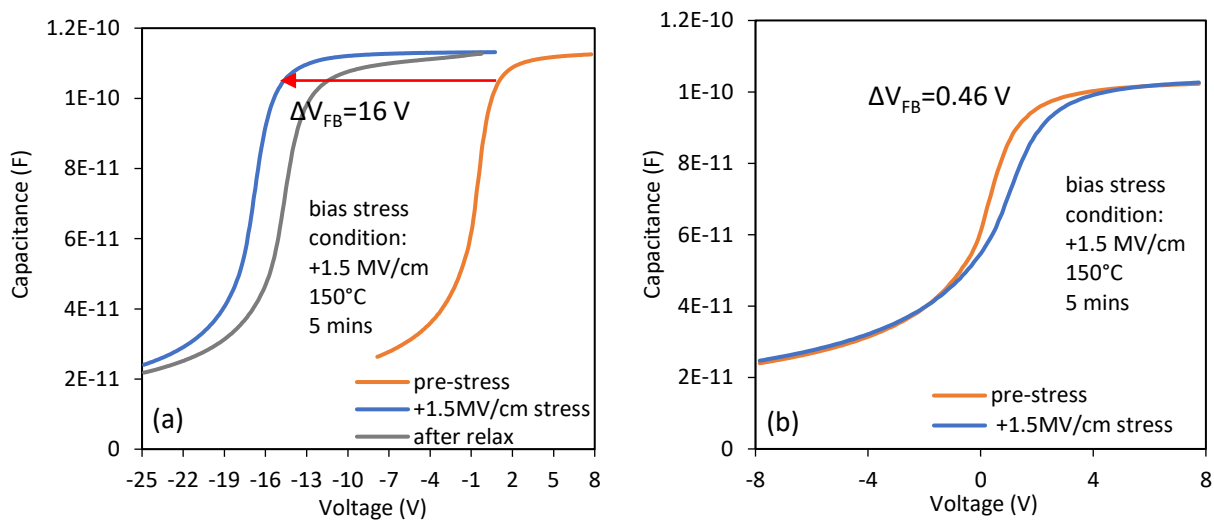 1.2E-10
1E-10
8E-11
6E-11
4E-11
2E-11
0
Capacitance (F)
ΔV_FB=16 V
bias stress
condition:
+1.5 MV/cm
150°C
5 mins
pre-stress
+1.5MV/cm stress
after relax
(a)
-25 -22 -19 -16 -13 -10 -7 -4 -1 2 5 8
Voltage (V)
1.2E-10
1E-10
8E-11
6E-11
4E-11
2E-11
0
Capacitance (F)
ΔV_FB=0.46 V
bias stress
condition:
+1.5 MV/cm
150°C
5 mins
pre-stress
+1.5MV/cm stress
(b)
-8 -4 0 4 8
Voltage (V)